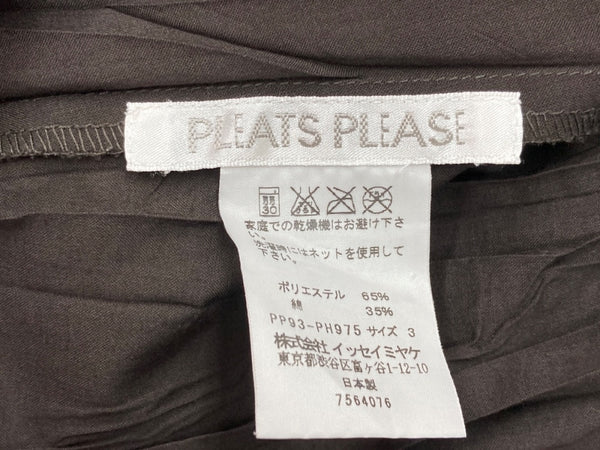 PLEATS PLEASE
30
家庭での乾燥機はお避け下さ
い。
洗濯時にはネットを使用して
下さい。
ポリエステル 65%
綿 35%
PP93-PH975 サイズ 3
株式会社 イッセイミヤケ
東京都渋谷区富ヶ谷1-12-10
日本製
7564076